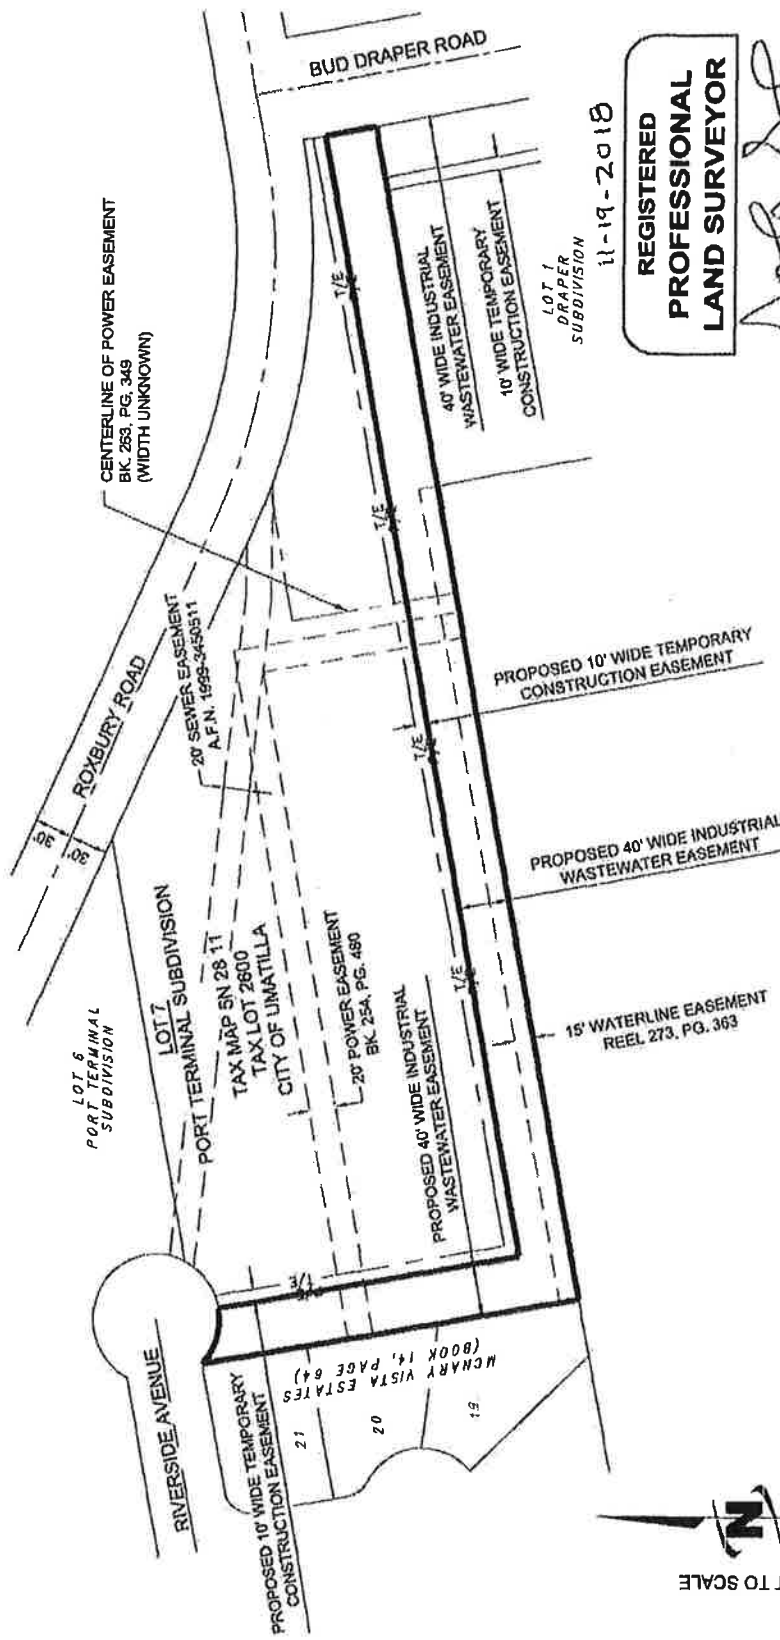 BUD DRAPER ROAD
CENTERLINE OF POWER EASEMENT
BK. 263, PG. 349
(WIDTH UNKNOWN)
ROXBURY ROAD
30'
30'
20' SEWER EASEMENT
A.F.N. 1999-3450511
LOT 6
PORT TERMINAL
SUBDIVISION
LOT 7
PORT TERMINAL SUBDIVISION
TAX MAP 5N 28 11
TAX LOT 2600
CITY OF UMATILLA
20' POWER EASEMENT
BK. 254, PG. 480
PROPOSED 40' WIDE INDUSTRIAL
WASTEWATER EASEMENT
T/E
T/E
T/E
T/E
T/E
40' WIDE INDUSTRIAL
WASTEWATER EASEMENT
10' WIDE TEMPORARY
CONSTRUCTION EASEMENT
LOT 1
DRAPER
SUBDIVISION
11-19-2018
REGISTERED
PROFESSIONAL
LAND SURVEYOR
PROPOSED 10' WIDE TEMPORARY
CONSTRUCTION EASEMENT
PROPOSED 40' WIDE INDUSTRIAL
WASTEWATER EASEMENT
15' WATERLINE EASEMENT
REEL 273, PG. 363
RIVERSIDE AVENUE
PROPOSED 10' WIDE TEMPORARY
CONSTRUCTION EASEMENT
MCNARY VISTA ESTATES
(BOOK 14, PAGE 64)
21
20
19
N
T TO SCALE